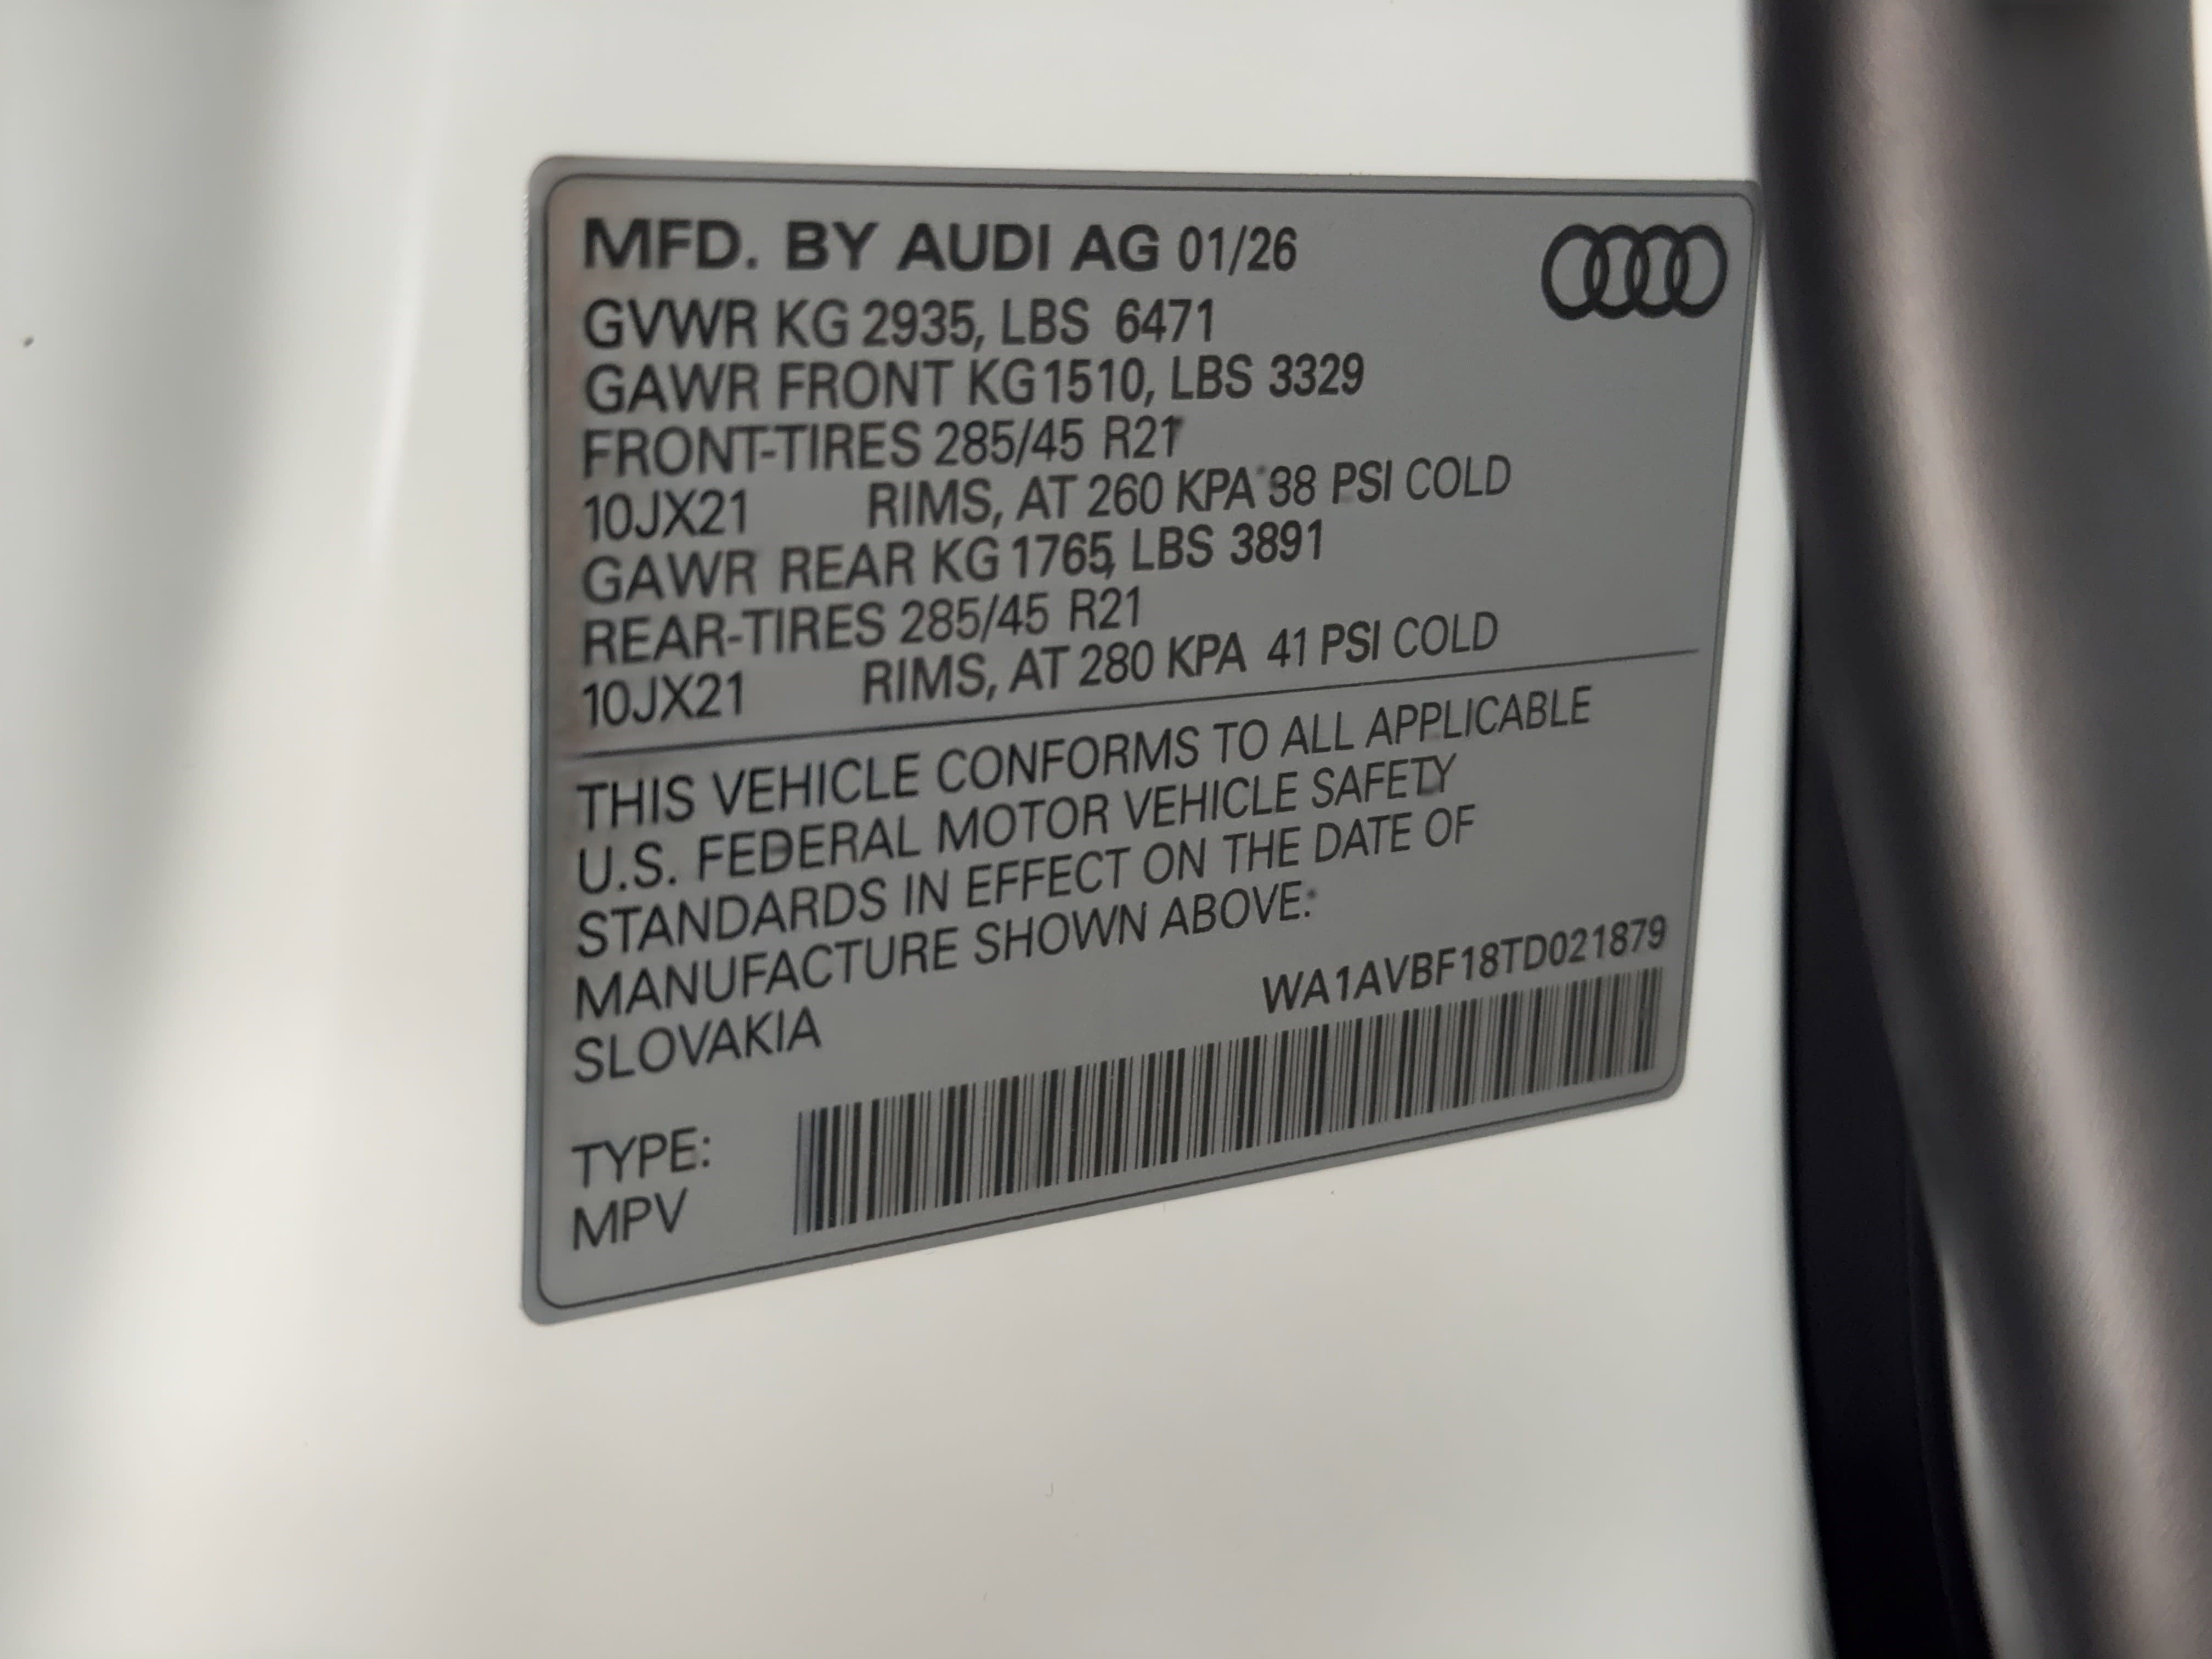 MFD. BY AUDI AG 01/26
GVWR KG 2935, LBS 6471
GAWR FRONT KG 1510, LBS 3329
FRONT-TIRES 285/45 R21
10JX21 RIMS, AT 260 KPA 38 PSI COLD
GAWR REAR KG 1765, LBS 3891
REAR-TIRES 285/45 R21
10JX21 RIMS, AT 280 KPA 41 PSI COLD
THIS VEHICLE CONFORMS TO ALL APPLICABLE
U.S. FEDERAL MOTOR VEHICLE SAFETY
STANDARDS IN EFFECT ON THE DATE OF
MANUFACTURE SHOWN ABOVE:
WA1AVBF18TD021879
SLOVAKIA
TYPE:
MPV